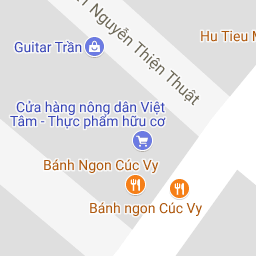 Nguyễn Thiện Thuật
Guitar Trần
Hu Tieu
Cửa hàng nông dân Việt
Tâm - Thực phẩm hữu cơ
Bánh Ngon Cúc Vy
Bánh ngon Cúc Vy